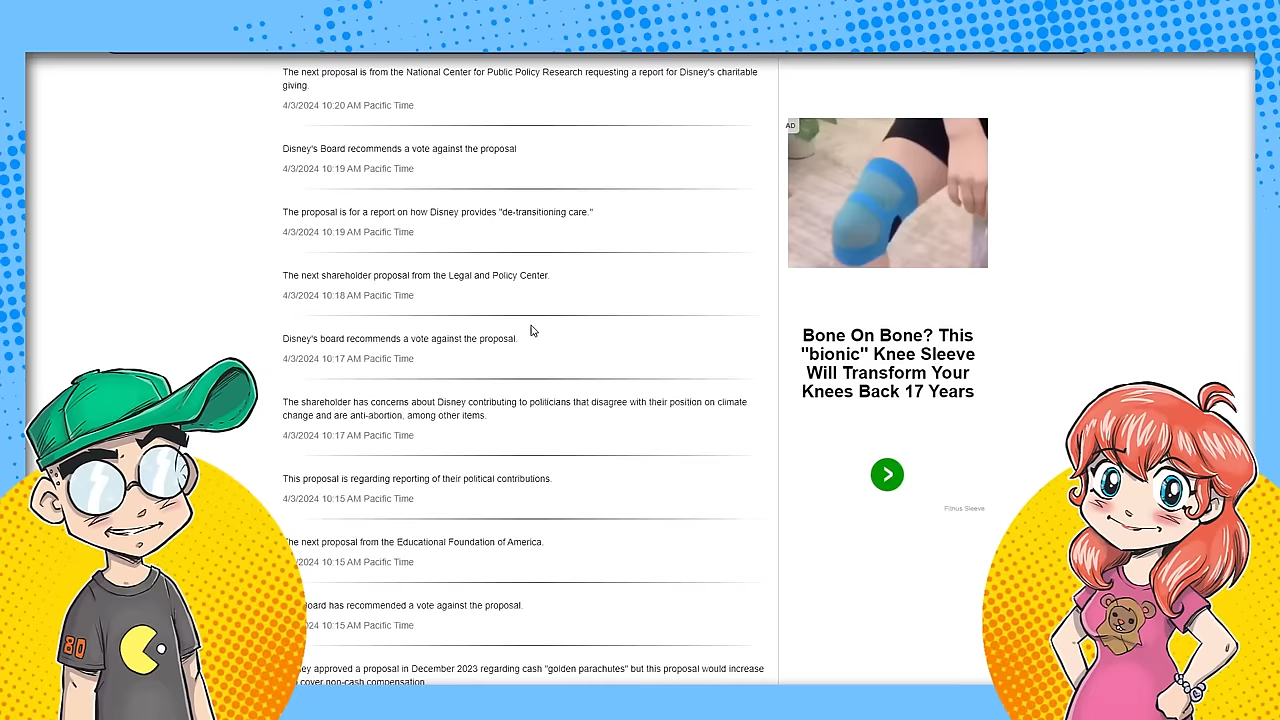 The next proposal is from the National Center for Public Policy Research requesting a report for Disney's charitable
giving.
4/3/2024 10:20 AM Pacific Time
Disney's Board recommends a vote against the proposal
4/3/2024 10:19 AM Pacific Time
The proposal is for a report on how Disney provides "de-transitioning care."
4/3/2024 10:19 AM Pacific Time
The next shareholder proposal from the Legal and Policy Center.
4/3/2024 10:18 AM Pacific Time
Disney's board recommends a vote against the proposal.
4/3/2024 10:17 AM Pacific Time
The shareholder has concerns about Disney contributing to politicians that disagree with their position on climate
change and are anti-abortion, among other items.
4/3/2024 10:17 AM Pacific Time
This proposal is regarding reporting of their political contributions.
4/3/2024 10:15 AM Pacific Time
next proposal from the Educational Foundation of America.
2024 10:15 AM Pacific Time
has recommended a vote against the proposal.
10:15 AM Pacific Time
approved a proposal in December 2023 regarding cash "golden parachutes" but this proposal would increase
cover non-cash compensation.
AD
Bone On Bone? This
"bionic" Knee Sleeve
Will Transform Your
Knees Back 17 Years
Fitnus Sleeve
80